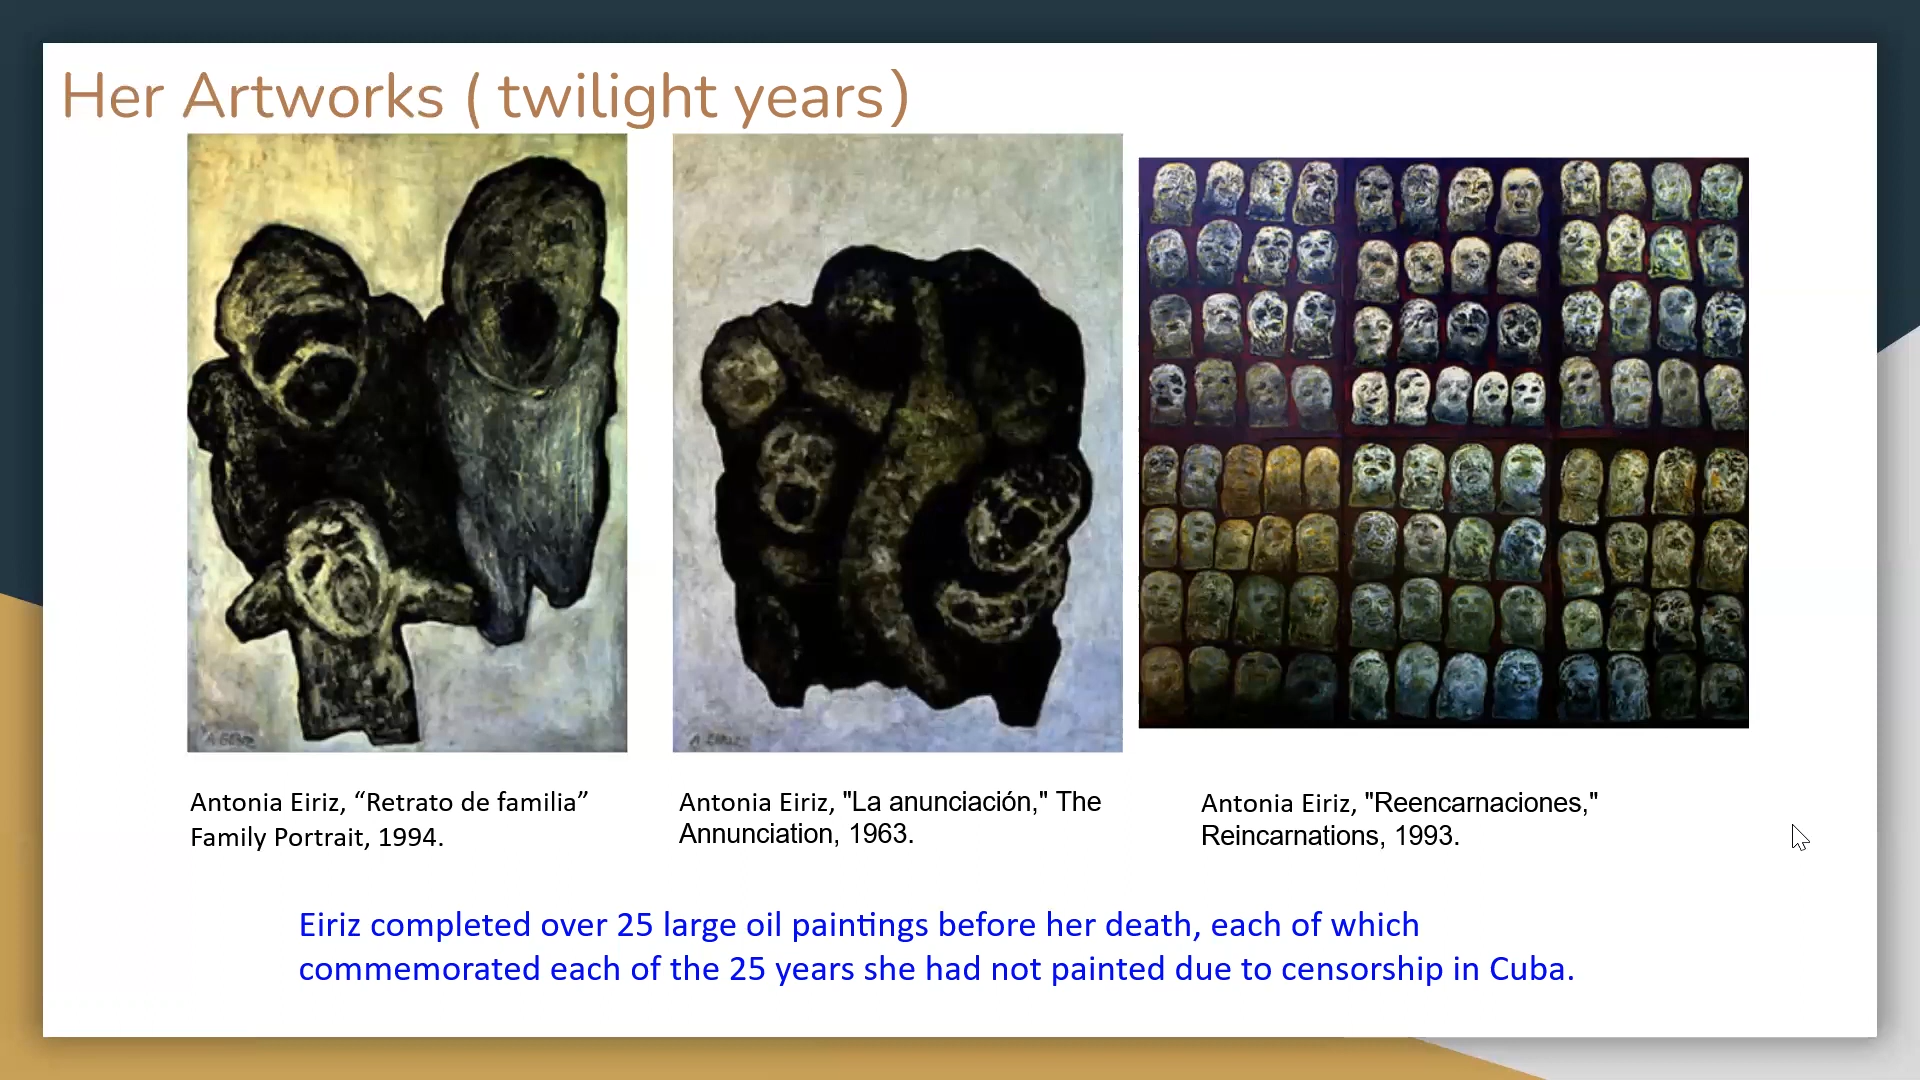 Her Artworks ( twilight years)
Antonia Eiriz, “Retrato de familia”
Family Portrait, 1994.
Antonia Eiriz, "La anunciación," The
Annunciation, 1963.
Antonia Eiriz, "Reencarnaciones,"
Reincarnations, 1993.
Eiriz completed over 25 large oil paintings before her death, each of which
commemorated each of the 25 years she had not painted due to censorship in Cuba.